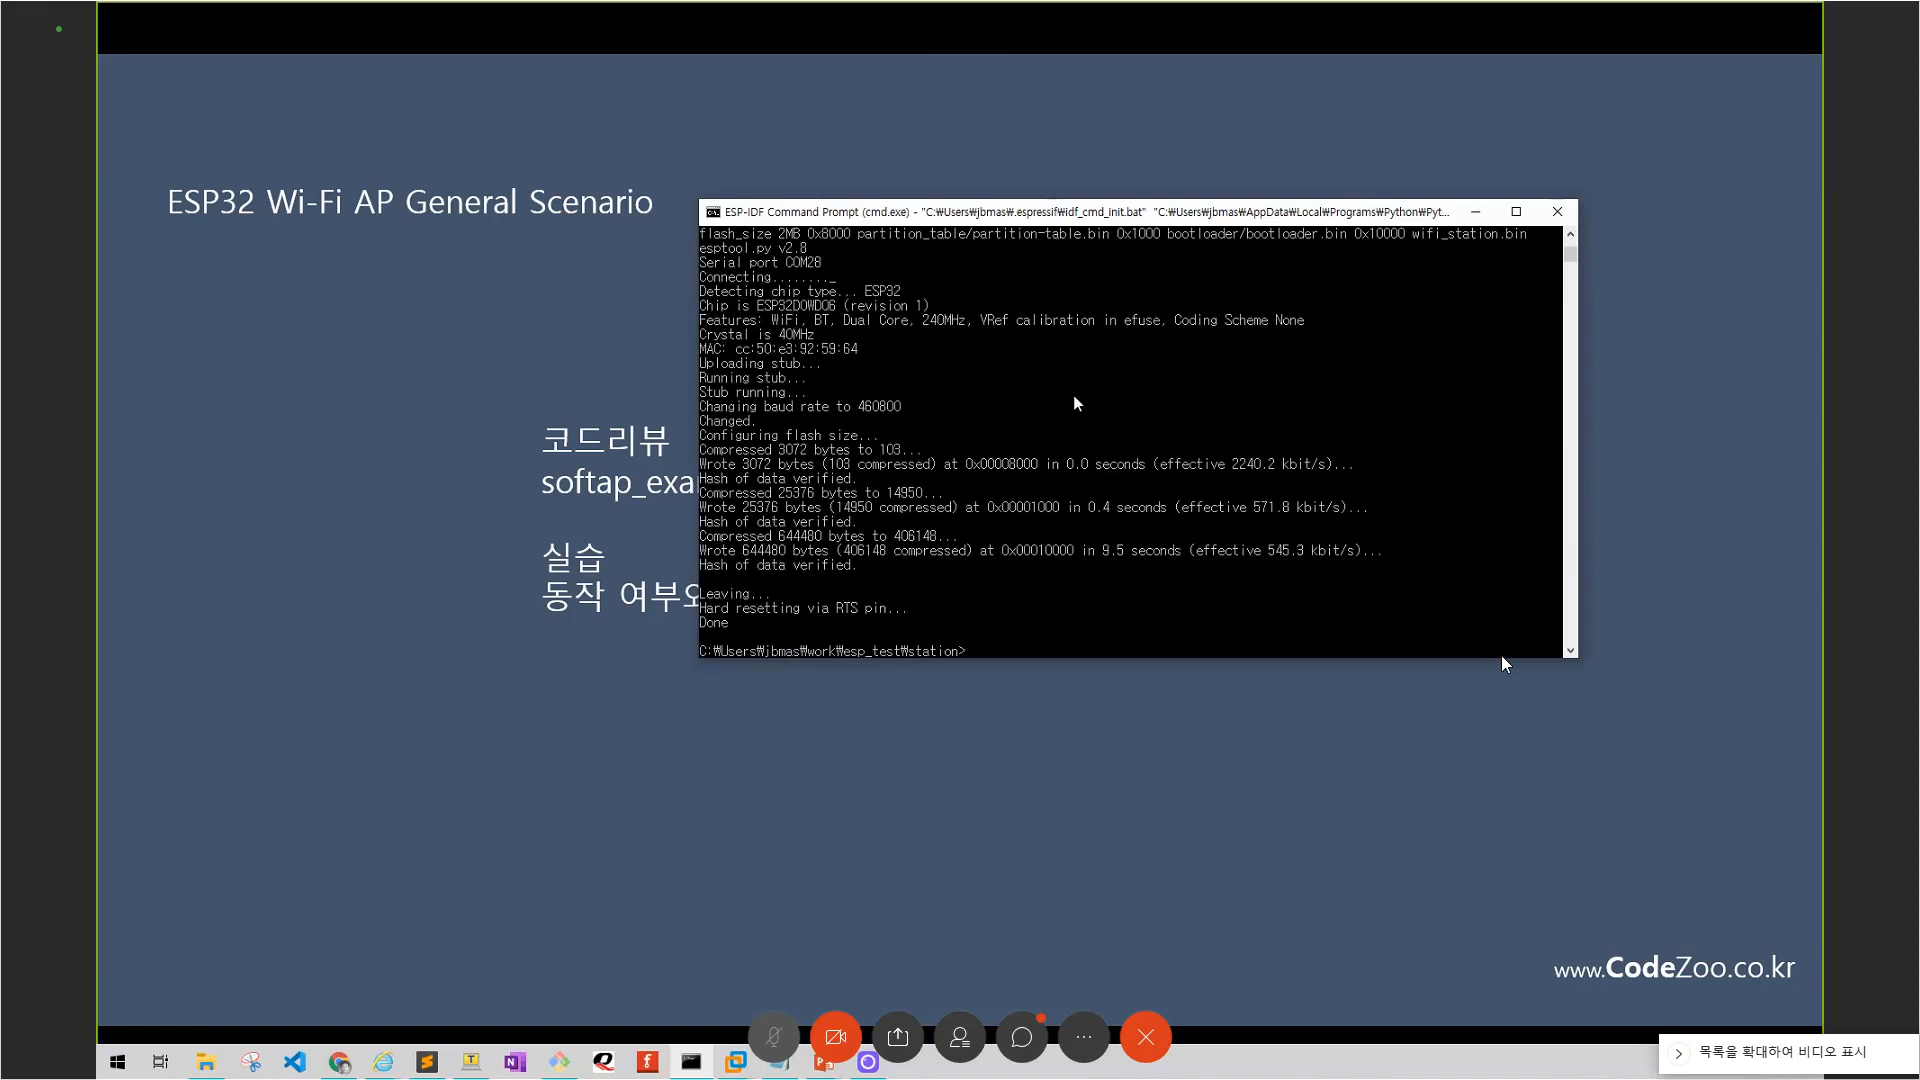 ESP32 Wi-Fi AP General Scenario
ESP-IDF Command Prompt (cmd.exe) - "C:₩Users₩jbmas₩.espressif₩idf_cmd_init.bat" "C:₩Users₩jbmas₩AppData₩Local₩Programs₩Python₩Pyt...
flash_size 2MB 0x8000 partition_table/partition-table.bin 0x1000 bootloader/bootloader.bin 0x10000 wifi_station.bin
esptool.py v2.8
Serial port COM28
Connecting........_
Detecting chip type... ESP32
Chip is ESP32D0WDQ6 (revision 1)
Features: WiFi, BT, Dual Core, 240MHz, VRef calibration in efuse, Coding Scheme None
Crystal is 40MHz
MAC: cc:50:e3:92:59:64
Uploading stub...
Running stub...
Stub running...
Changing baud rate to 460800
Changed.
Configuring flash size...
Compressed 3072 bytes to 103...
Wrote 3072 bytes (103 compressed) at 0x00008000 in 0.0 seconds (effective 2240.2 kbit/s)...
Hash of data verified.
Compressed 25376 bytes to 14950...
Wrote 25376 bytes (14950 compressed) at 0x00001000 in 0.4 seconds (effective 571.8 kbit/s)...
Hash of data verified.
Compressed 644480 bytes to 406148...
Wrote 644480 bytes (406148 compressed) at 0x00010000 in 9.5 seconds (effective 545.3 kbit/s)...
Hash of data verified.
Leaving...
Hard resetting via RTS pin...
Done
C:₩Users₩jbmas₩work₩esp_test₩station>
코드리뷰
softap_exa
실습
동작 여부
www.CodeZoo.co.kr
목록을 확대하여 비디오 표시